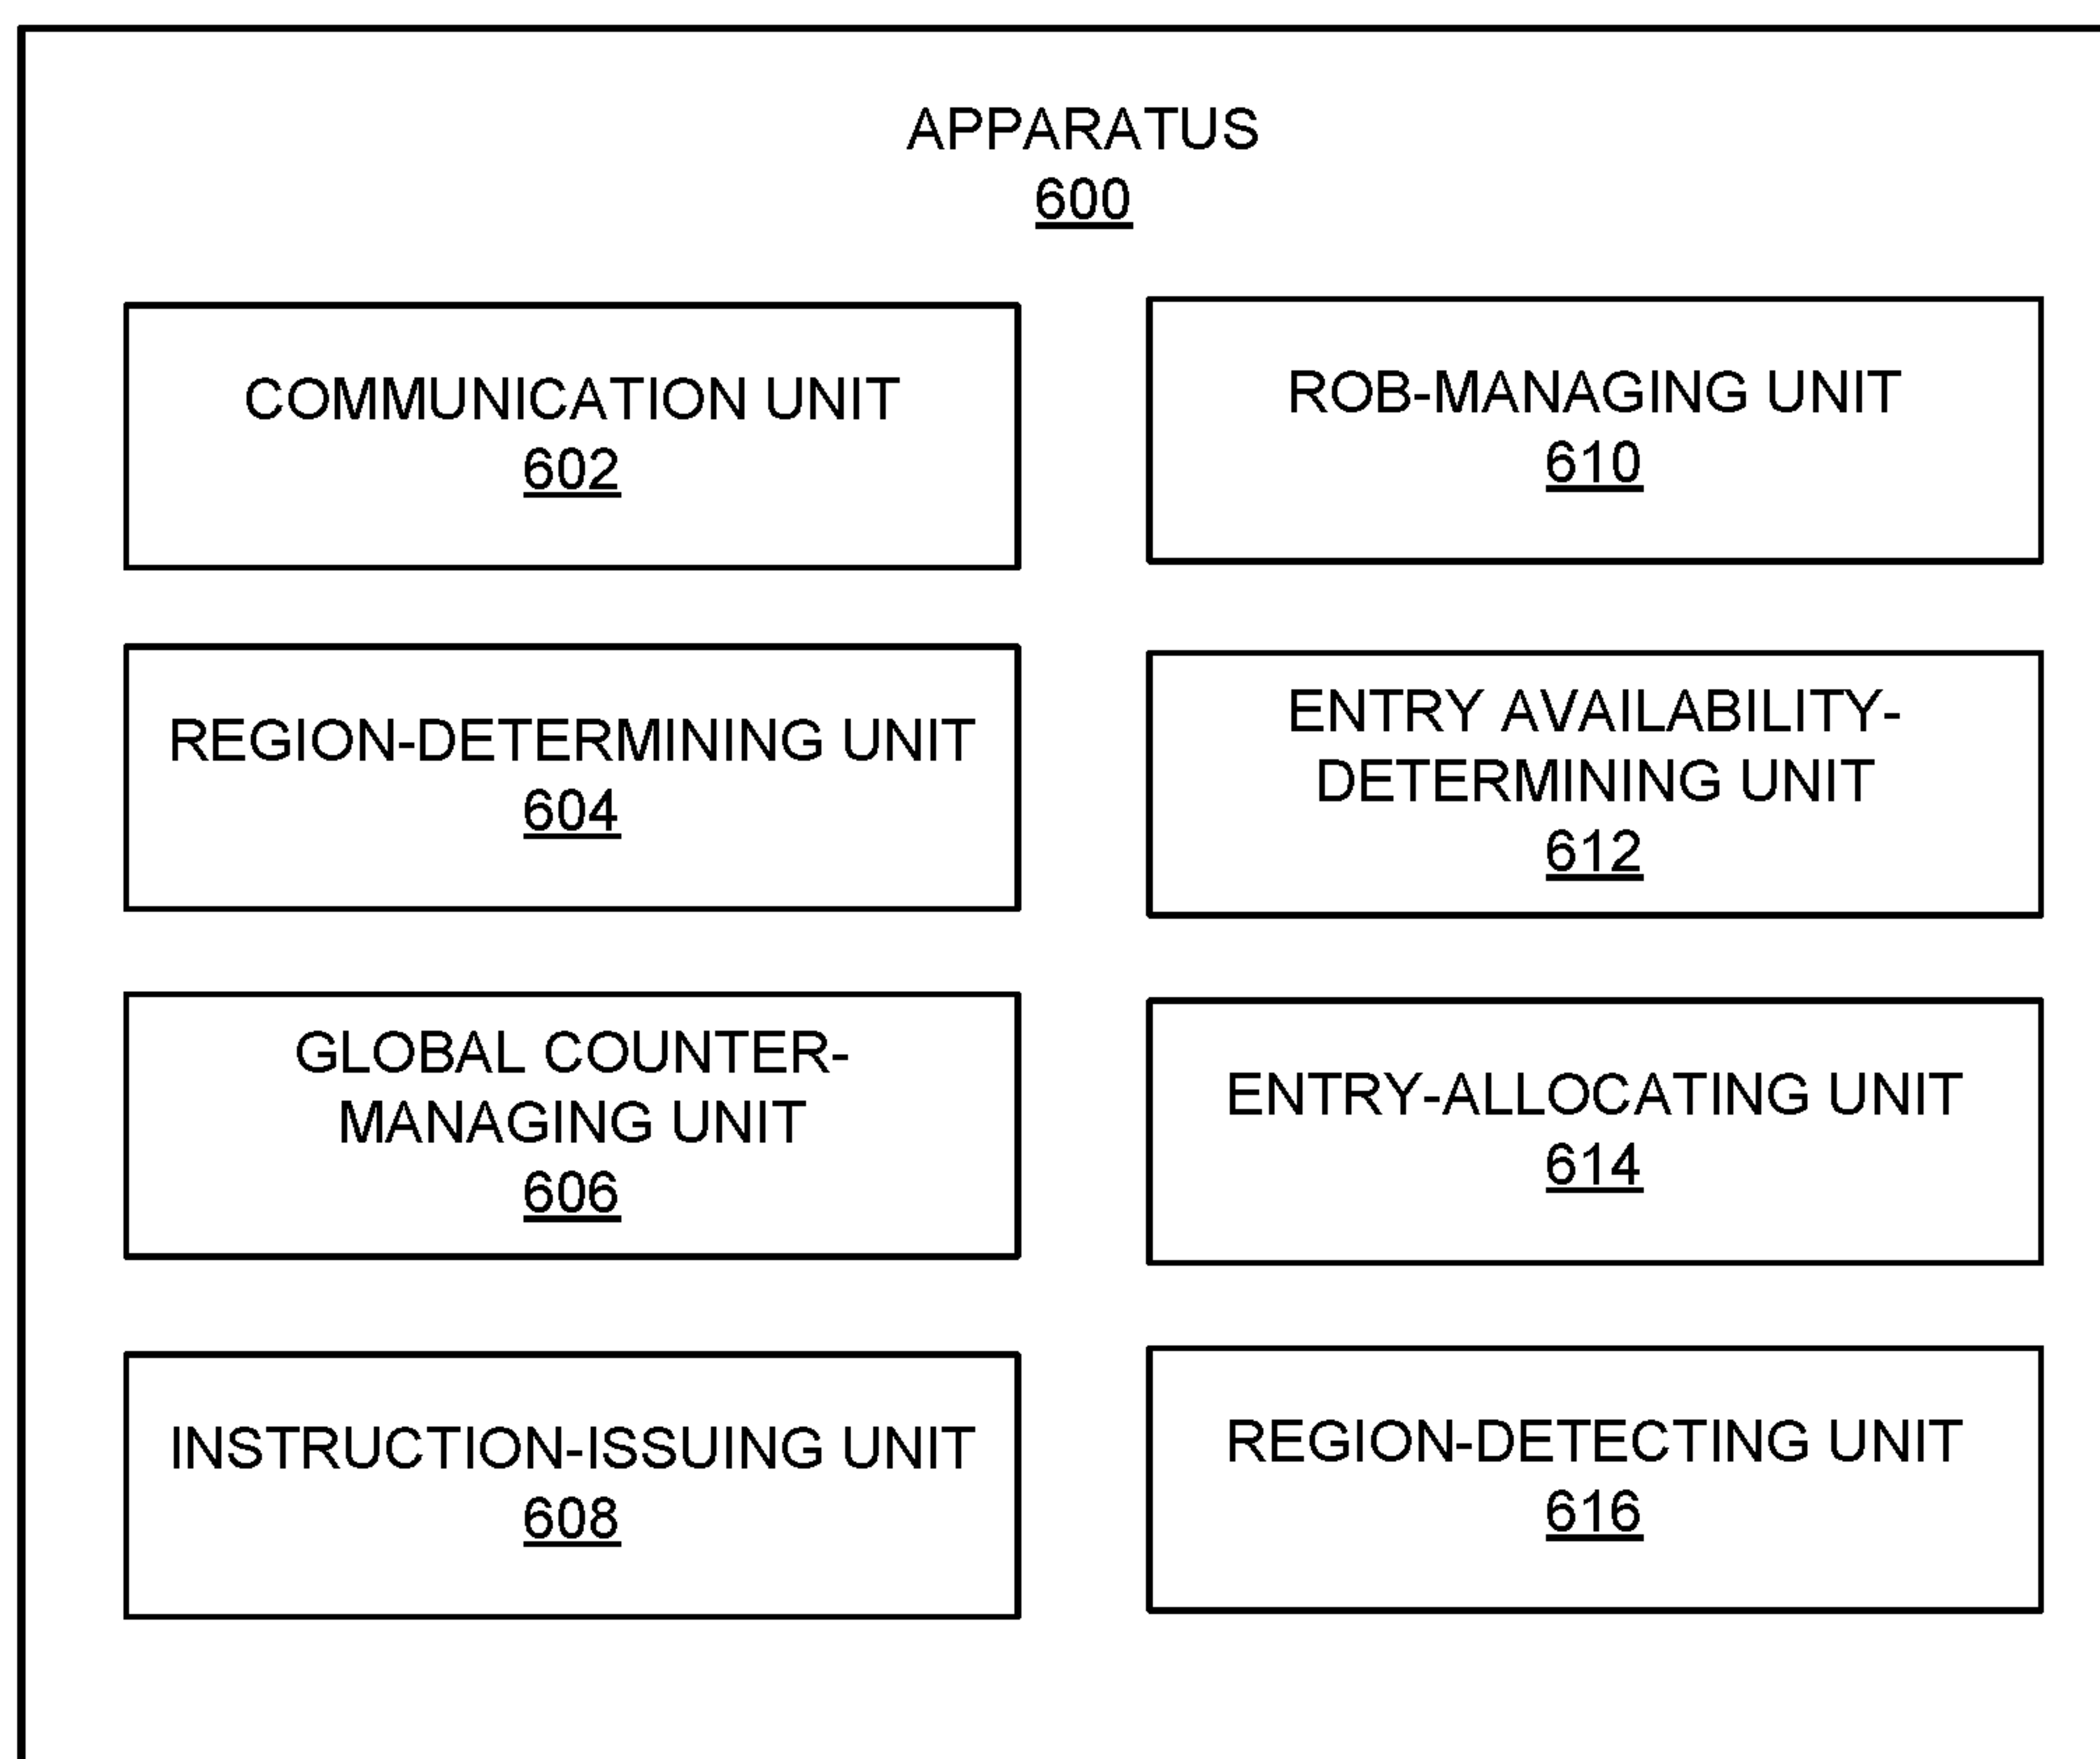 APPARATUS
600
COMMUNICATION UNIT
602
REGION-DETERMINING UNIT
604
GLOBAL COUNTER-
MANAGING UNIT
606
INSTRUCTION-ISSUING UNIT
608
ROB-MANAGING UNIT
610
ENTRY AVAILABILITY-
DETERMINING UNIT
612
ENTRY-ALLOCATING UNIT
614
REGION-DETECTING UNIT
616